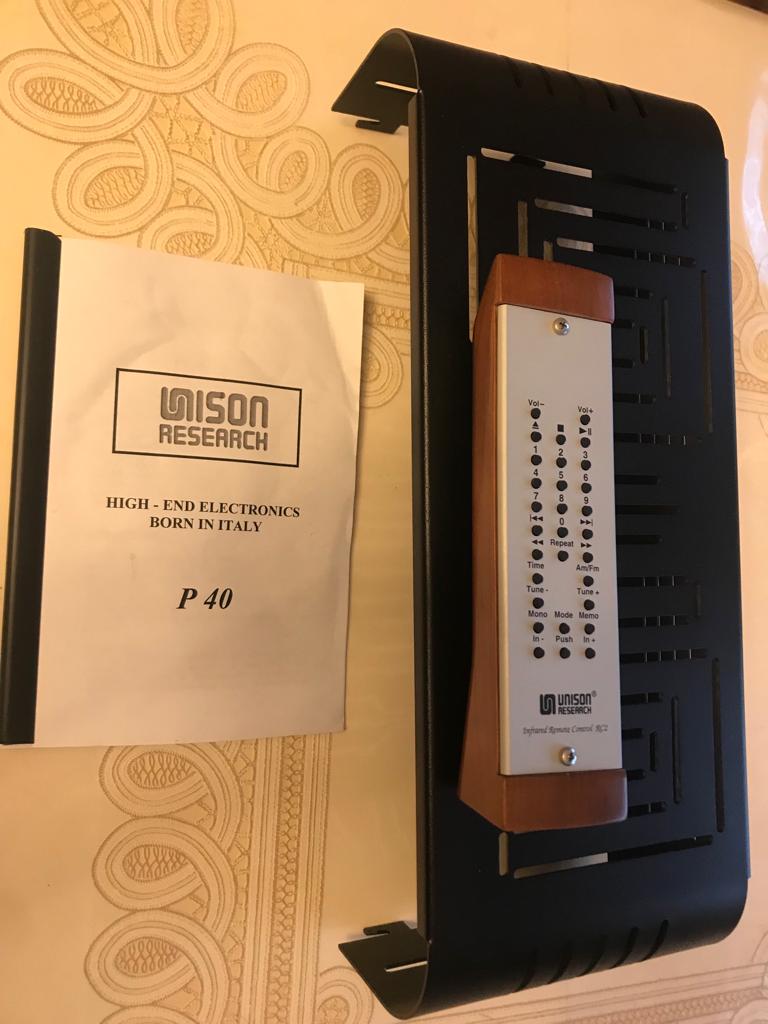 UNISON
RESEARCH
HIGH - END ELECTRONICS
BORN IN ITALY
P 40
Vol- Vol+
1 2 3
4 5 6
7 8 9
0
Repeat
Time Am/Fm
Tune - Tune +
Mono Mode Memo
In - Push In +
UNISON®
RESEARCH
Infrared Remote Control RC2